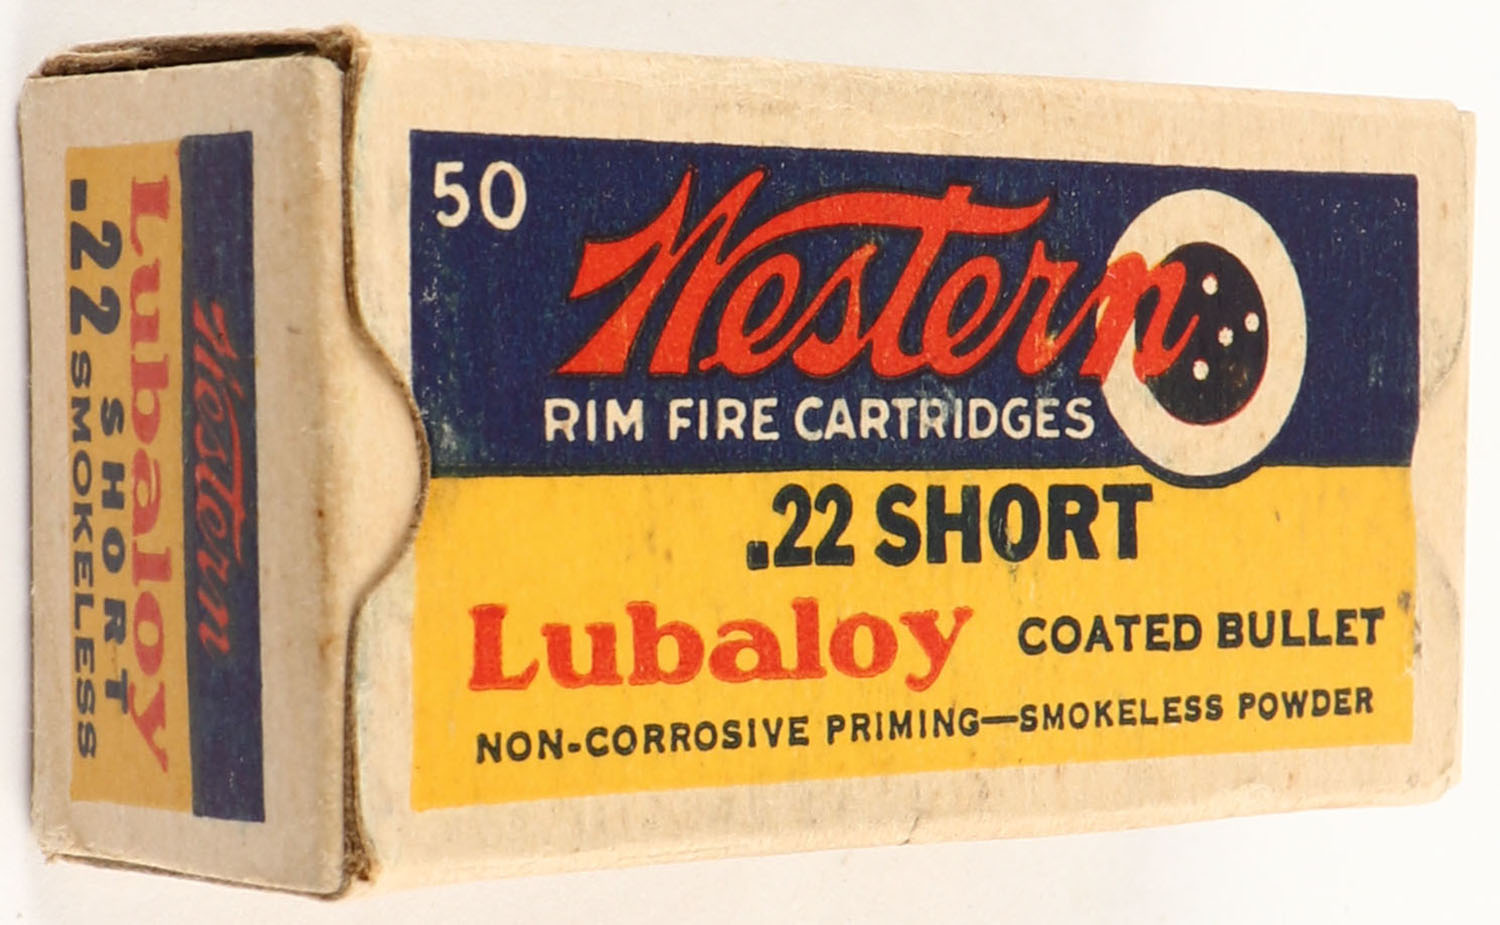 50
Western
RIM FIRE CARTRIDGES
.22 SHORT
Lubaloy COATED BULLET
NON-CORROSIVE PRIMING—SMOKELESS POWDER
Western
Lubaloy
22 SHORT
.22 SMOKELESS